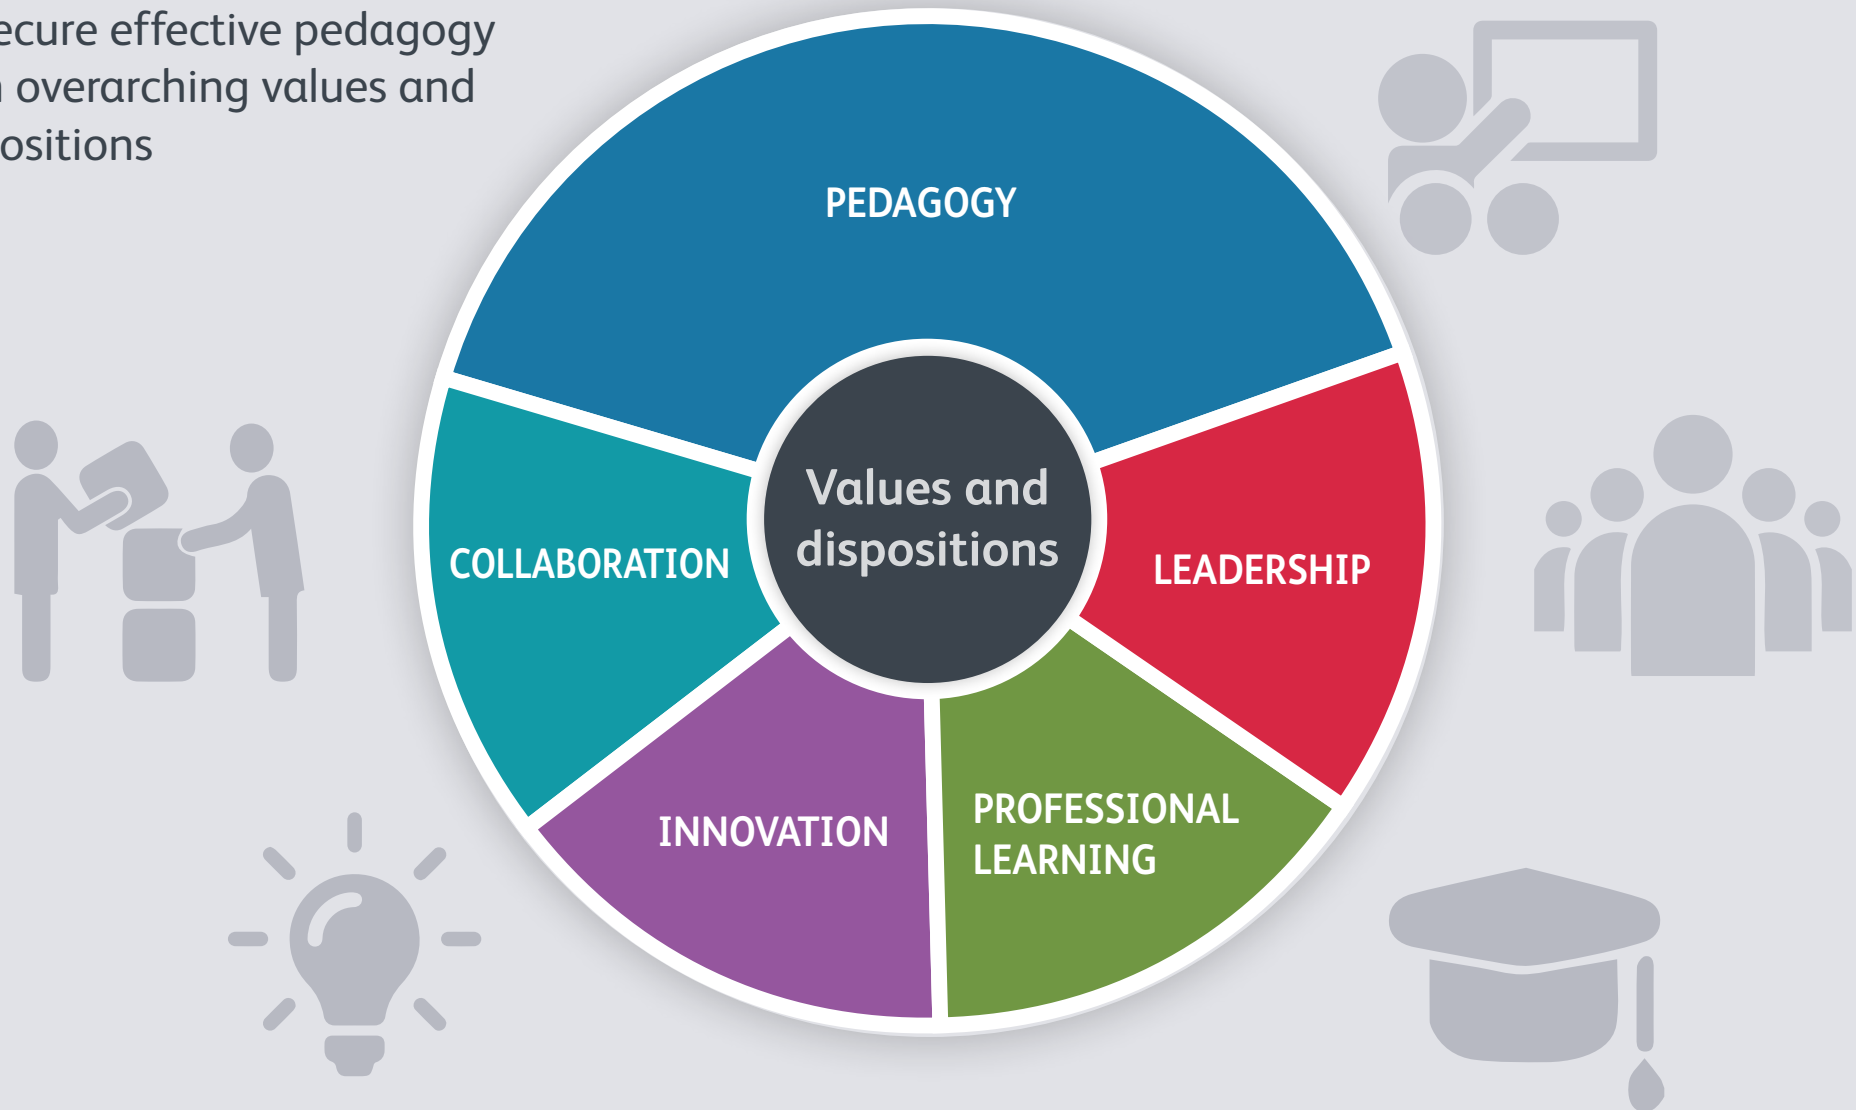 ecure effective pedagogy
overarching values and
ositions
PEDAGOGY
Values and
dispositions
COLLABORATION
LEADERSHIP
INNOVATION
PROFESSIONAL
LEARNING